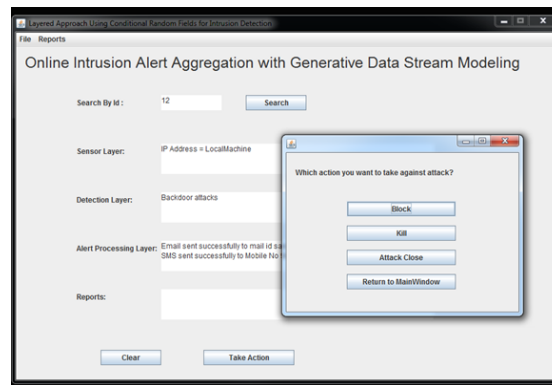 Layered Approach Using Conditional Random Fields for Intrusion Detection
File Reports
Online Intrusion Alert Aggregation with Generative Data Stream Modeling
Search By Id : 12 Search
Sensor Layer: IP Address = LocalMachine
Which action you want to take against attack?
Detection Layer: Backdoor attacks
Block
Kill
Alert Processing Layer: Email sent successfully to mail id
SMS sent successfully to Mobile No
Attack Close
Return to MainWindow
Reports:
Clear Take Action